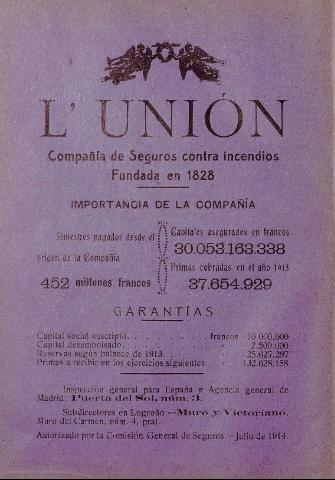 L' UNIÓN
Compañía de Seguros contra incendios
Fundada en 1828
IMPORTANCIA DE LA COMPAÑÍA
Siniestros pagados desde el
origen de la Compañía
452 millones francos
Capitales asegurados en francos
30.053.163.338
Primas cobradas en el año 1913
37.654.929
GARANTÍAS
Capital social suscripto. . . . . . . . francos 10.000.000
Capital desembolsado. . . . . . . . 2.500.000
Reservas según balance de 1913. . . . . . 25.627.297
Primas a recibir en los ejercicios siguientes. . . 132.628.158
Inspección general para España y Agencia general de
Madrid: Puerta del Sol, núm. 3.
Subdirectores en Logroño.—Muro y Victoriano,
Muro del Carmen, núm. 4, pral.
Autorizado por la Comisión General de Seguros.—Julio de 1914.